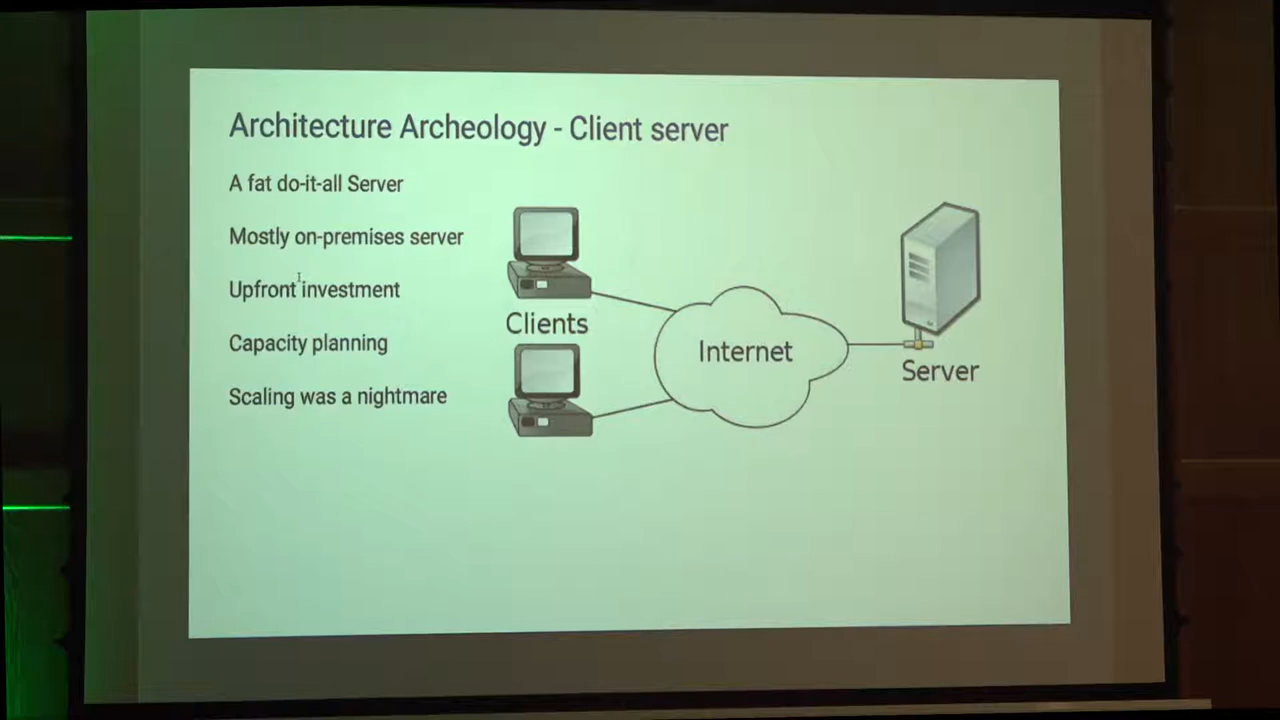 Architecture Archeology - Client server
A fat do-it-all Server
Mostly on-premises server
Upfront investment
Capacity planning
Scaling was a nightmare
Clients
Internet
Server